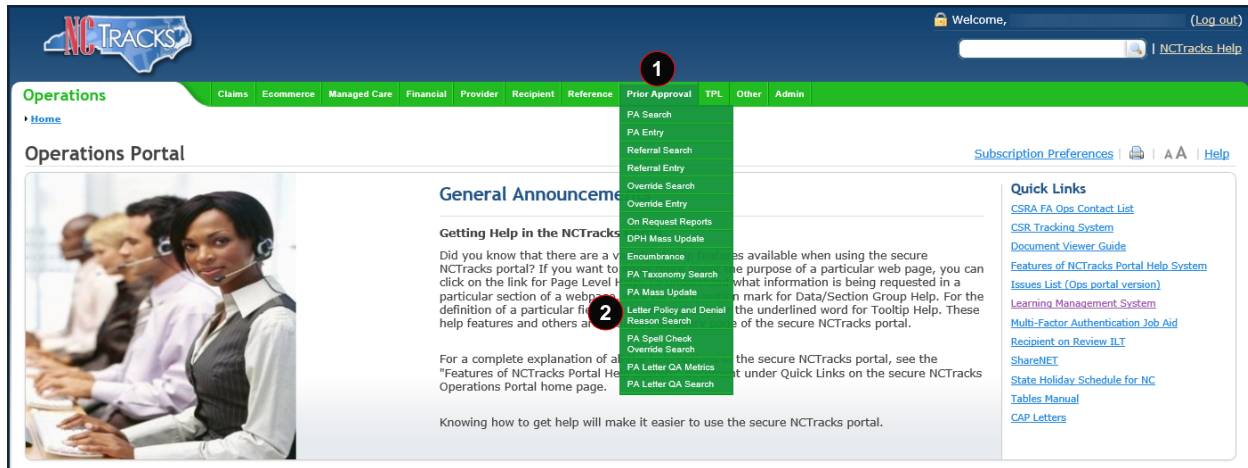 NCTRACKS
Welcome, (Log out)
| NCTracks Help
1
Operations
Claims Ecommerce Managed Care Financial Provider Recipient Reference Prior Approval TPL Other Admin
Home
PA Search
PA Entry
Referral Search
Referral Entry
Override Search
Override Entry
On Request Reports
DPH Mass Update
Encumbrance
PA Taxonomy Search
PA Mass Update
2
Letter Policy and Denial
Reason Search
PA Spell Check
Override Search
PA Letter QA Metrics
PA Letter QA Search
Operations Portal
Subscription Preferences | | A A | Help
General Announceme
Getting Help in the NCTracks
Did you know that there are a v features available when using the secure
NCTracks portal? If you want to the purpose of a particular web page, you can
click on the link for Page Level H what information is being requested in a
particular section of a webpage mark for Data/Section Group Help. For the
definition of a particular fie the underlined word for Tooltip Help. These
help features and others a of the secure NCTracks portal.
For a complete explanation of al the secure NCTracks portal, see the
"Features of NCTracks Portal He nt under Quick Links on the secure NCTracks
Operations Portal home page.
Knowing how to get help will make it easier to use the secure NCTracks portal.
Quick Links
CSRA FA Ops Contact List
CSR Tracking System
Document Viewer Guide
Features of NCTracks Portal Help System
Issues List (Ops portal version)
Learning Management System
Multi-Factor Authentication Job Aid
Recipient on Review ILT
ShareNET
State Holiday Schedule for NC
Tables Manual
CAP Letters